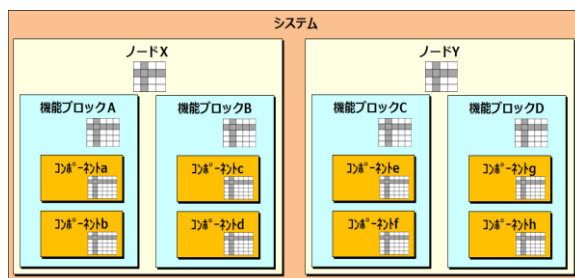 システム
ノードX
ノードY
機能ブロックA
機能ブロックB
機能ブロックC
機能ブロックD
ｺﾝﾎﾟｰﾈﾝﾄa
ｺﾝﾎﾟｰﾈﾝﾄc
ｺﾝﾎﾟｰﾈﾝﾄe
ｺﾝﾎﾟｰﾈﾝﾄg
ｺﾝﾎﾟｰﾈﾝﾄb
ｺﾝﾎﾟｰﾈﾝﾄd
ｺﾝﾎﾟｰﾈﾝﾄf
ｺﾝﾎﾟｰﾈﾝﾄh